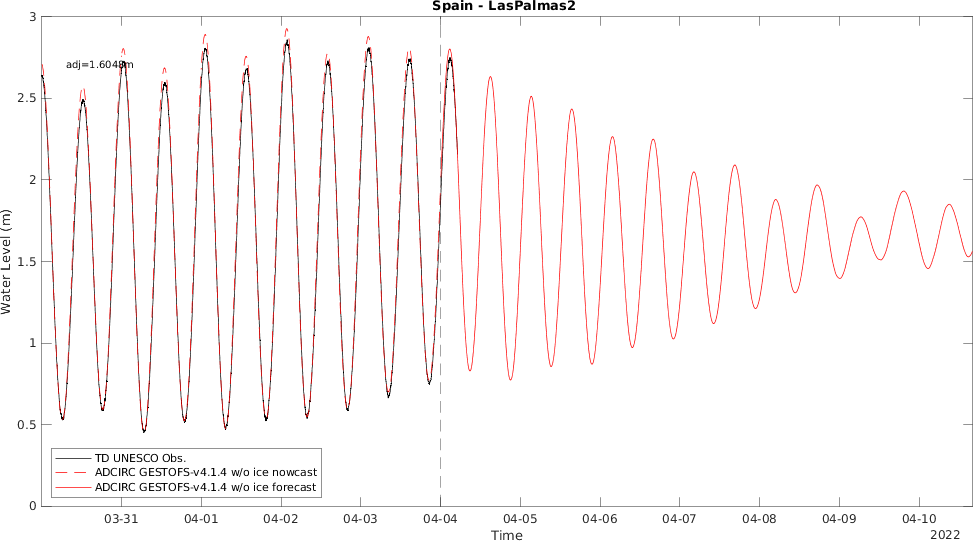 Spain - LasPalmas2
3
adj=1.6048m
2.5
2
1.5
1
0.5
0
Water Level (m)
TD UNESCO Obs.
ADCIRC GESTOFS-v4.1.4 w/o ice nowcast
ADCIRC GESTOFS-v4.1.4 w/o ice forecast
03-31 04-01 04-02 04-03 04-04 04-05 04-06 04-07 04-08 04-09 04-10
Time
2022